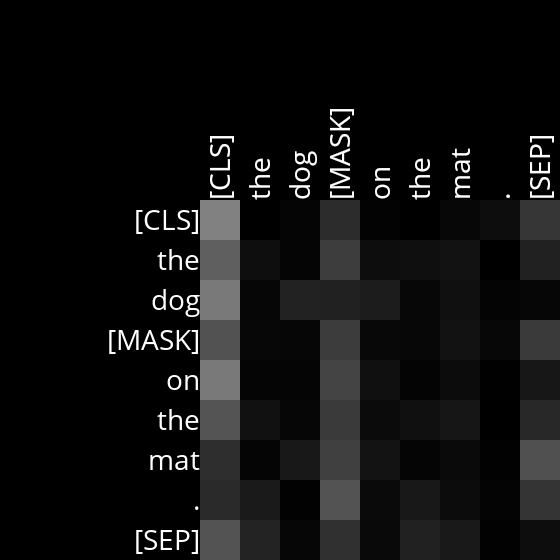 [CLS] the dog [MASK] on the mat . [SEP]
[CLS]
the
dog
[MASK]
on
the
mat
.
[SEP]